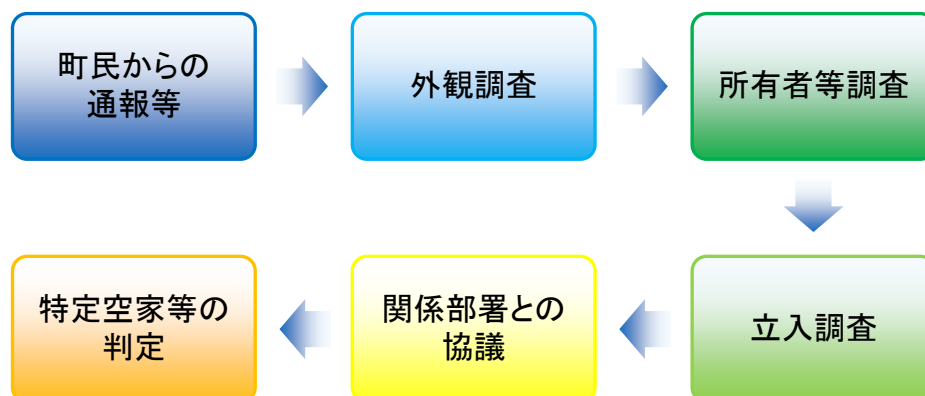 町民からの
通報等
外観調査
所有者等調査
立入調査
関係部署との
協議
特定空家等の
判定